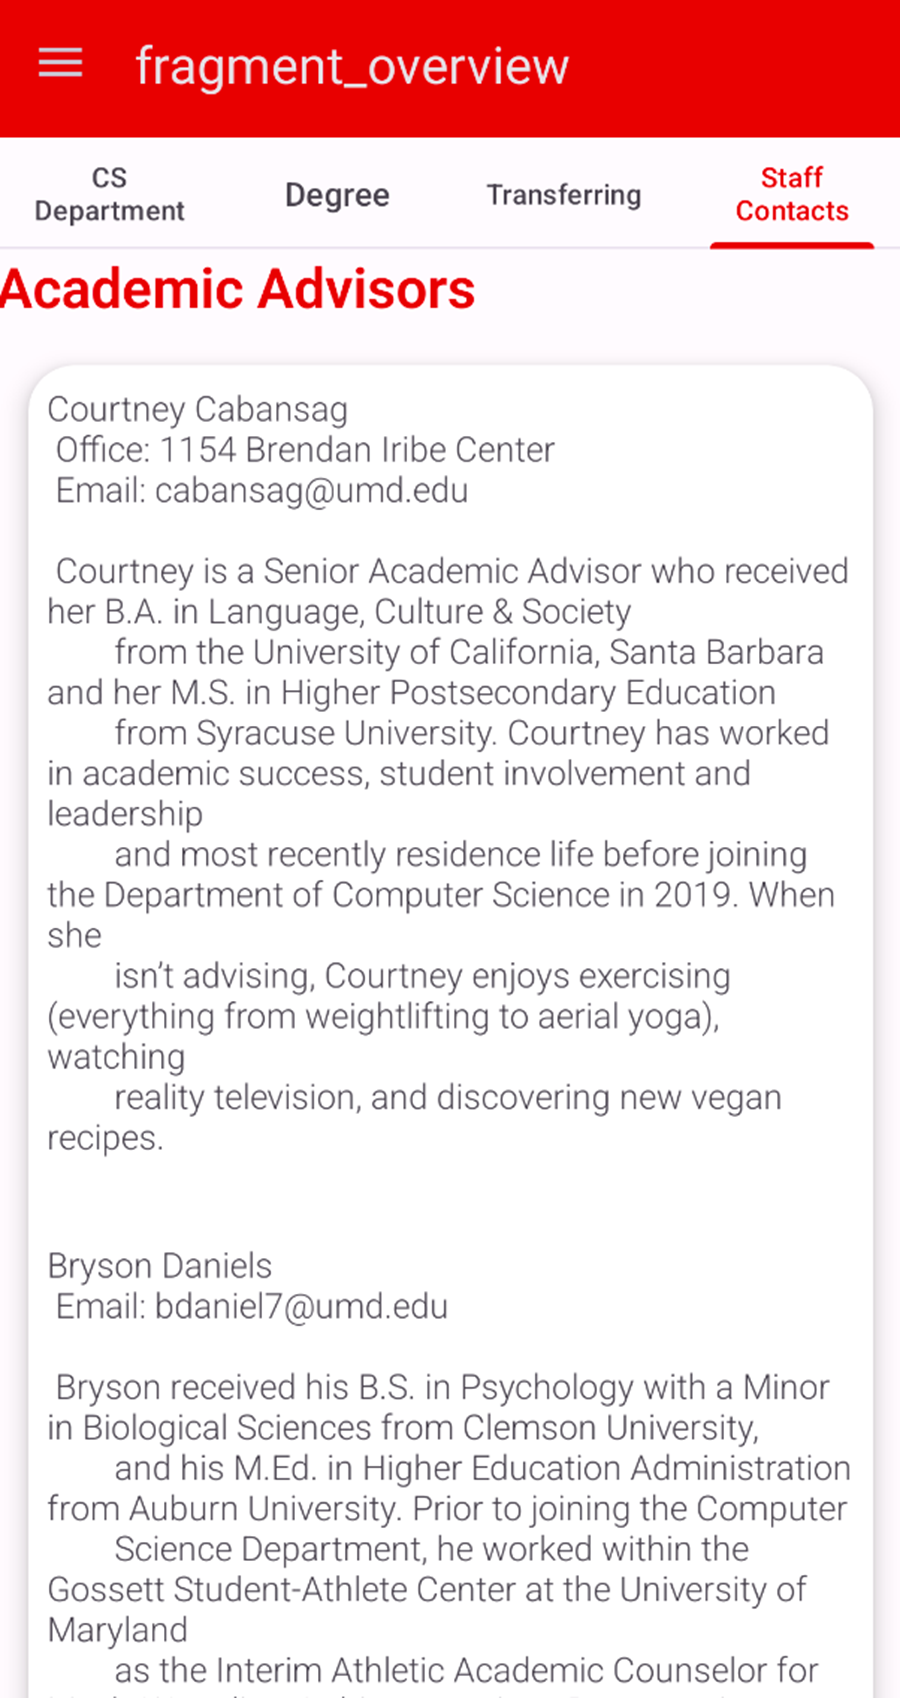 fragment_overview
CS
Department
Degree
Transferring
Staff
Contacts
Academic Advisors
Courtney Cabansag
Office: 1154 Brendan Iribe Center
Email: cabansag@umd.edu
Courtney is a Senior Academic Advisor who received
her B.A. in Language, Culture & Society
from the University of California, Santa Barbara
and her M.S. in Higher Postsecondary Education
from Syracuse University. Courtney has worked
in academic success, student involvement and
leadership
and most recently residence life before joining
the Department of Computer Science in 2019. When
she
isn't advising, Courtney enjoys exercising
(everything from weightlifting to aerial yoga),
watching
reality television, and discovering new vegan
recipes.
Bryson Daniels
Email: bdaniel7@umd.edu
Bryson received his B.S. in Psychology with a Minor
in Biological Sciences from Clemson University,
and his M.Ed. in Higher Education Administration
from Auburn University. Prior to joining the Computer
Science Department, he worked within the
Gossett Student-Athlete Center at the University of
Maryland
as the Interim Athletic Academic Counselor for